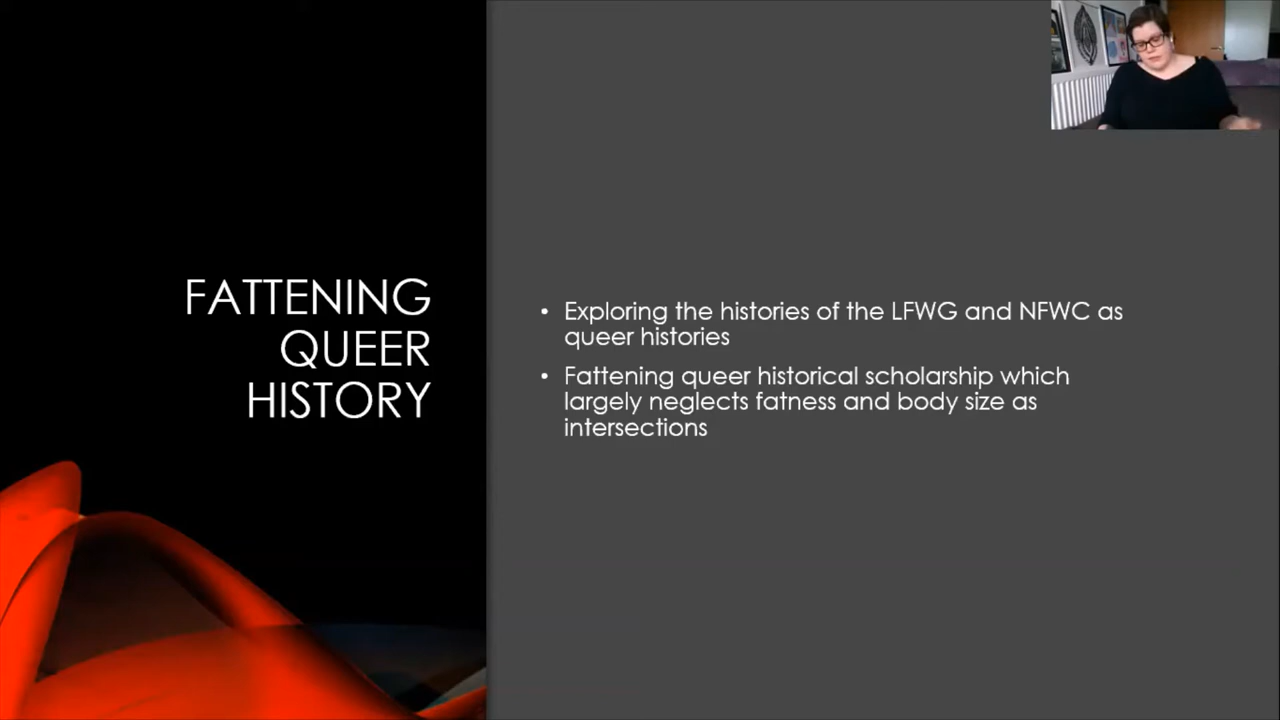 FATTENING
QUEER
HISTORY
• Exploring the histories of the LFWG and NFWC as
queer histories
• Fattening queer historical scholarship which
largely neglects fatness and body size as
intersections